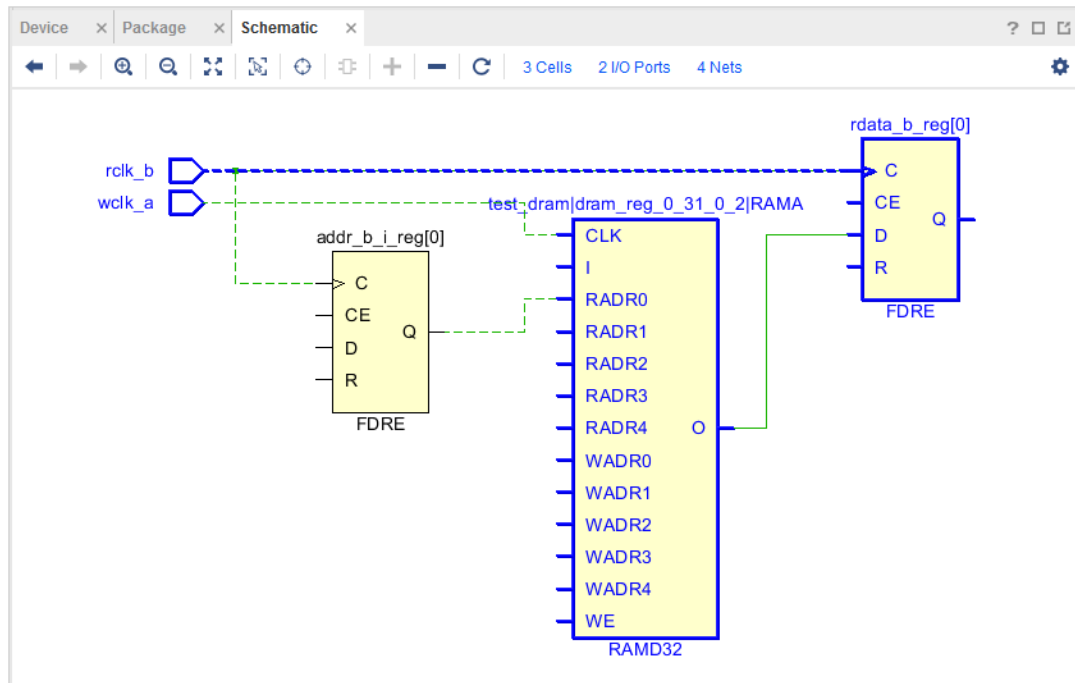 Device × Package × Schematic × ?
3 Cells 2 I/O Ports 4 Nets
rdata_b_reg[0]
rclk_b
C
wclk_a
test_dram|dram_reg_0_31_0_2|RAMA
CE
Q
D
R
FDRE
addr_b_i_reg[0]
C
CE
Q
D
R
FDRE
CLK
I
RADR0
RADR1
RADR2
RADR3
RADR4 O
WADR0
WADR1
WADR2
WADR3
WADR4
WE
RAMD32